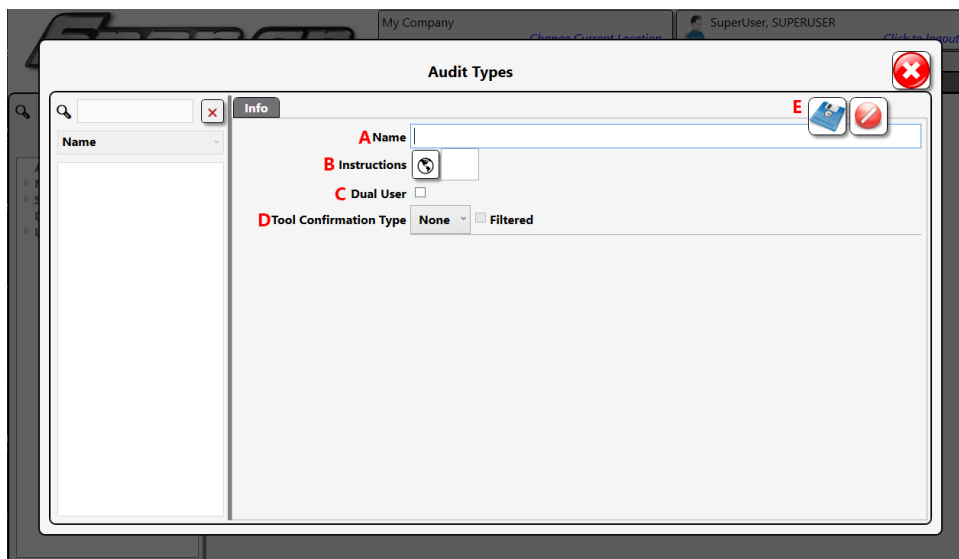 My Company
Change Current Location
SuperUser, SUPERUSER
Click to logout
Audit Types
Name
Info
E
A Name
B Instructions
C Dual User
D Tool Confirmation Type None Filtered